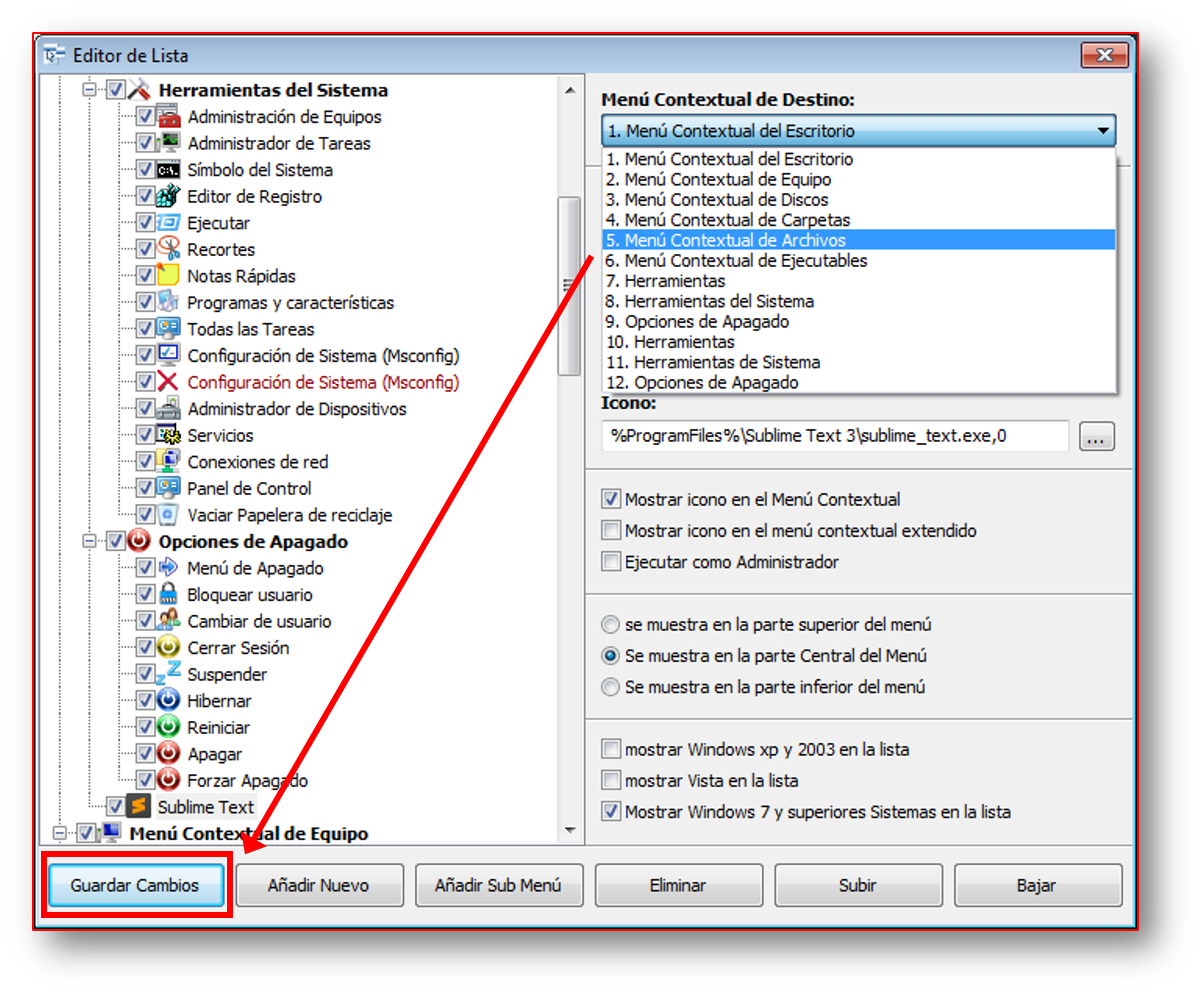 Editor de Lista
Herramientas del Sistema
Administración de Equipos
Administrador de Tareas
Símbolo del Sistema
Editor de Registro
Ejecutar
Recortes
Notas Rápidas
Programas y características
Todas las Tareas
Configuración de Sistema (Msconfig)
Configuración de Sistema (Msconfig)
Administrador de Dispositivos
Servicios
Conexiones de red
Panel de Control
Vaciar Papelera de reciclaje
Opciones de Apagado
Menú de Apagado
Bloquear usuario
Cambiar de usuario
Cerrar Sesión
Suspender
Hibernar
Reiniciar
Apagar
Forzar Apagado
Sublime Text
Menú Contextual de Equipo
Menú Contextual de Destino:
1. Menú Contextual del Escritorio
1. Menú Contextual del Escritorio
2. Menú Contextual de Equipo
3. Menú Contextual de Discos
4. Menú Contextual de Carpetas
5. Menú Contextual de Archivos
6. Menú Contextual de Ejecutables
7. Herramientas
8. Herramientas del Sistema
9. Opciones de Apagado
10. Herramientas
11. Herramientas de Sistema
12. Opciones de Apagado
Icono:
%ProgramFiles%\Sublime Text 3\sublime_text.exe,0
...
Mostrar icono en el Menú Contextual
Mostrar icono en el menú contextual extendido
Ejecutar como Administrador
se muestra en la parte superior del menú
Se muestra en la parte Central del Menú
Se muestra en la parte inferior del menú
mostrar Windows xp y 2003 en la lista
mostrar Vista en la lista
Mostrar Windows 7 y superiores Sistemas en la lista
Guardar Cambios
Añadir Nuevo
Añadir Sub Menú
Eliminar
Subir
Bajar